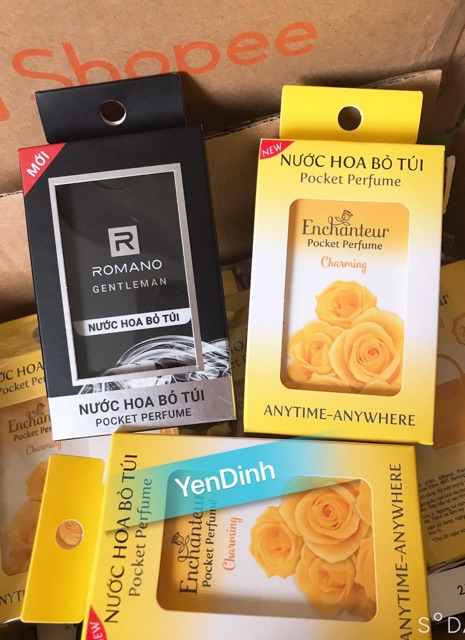 Shopee
MỚI
R
ROMANO
GENTLEMAN
NƯỚC HOA BỎ TÚI
NƯỚC HOA BỎ TÚI
POCKET PERFUME
NEW
NƯỚC HOA BỎ TÚI
Pocket Perfume
Enchanteur
Pocket Perfume
Charming
ANYTIME-ANYWHERE
YenDinh
NEW
NƯỚC HOA BỎ TÚI
Pocket Perfume
Enchanteur
Pocket Perfume
Charming
ANYTIME-ANYWHERE
S°D